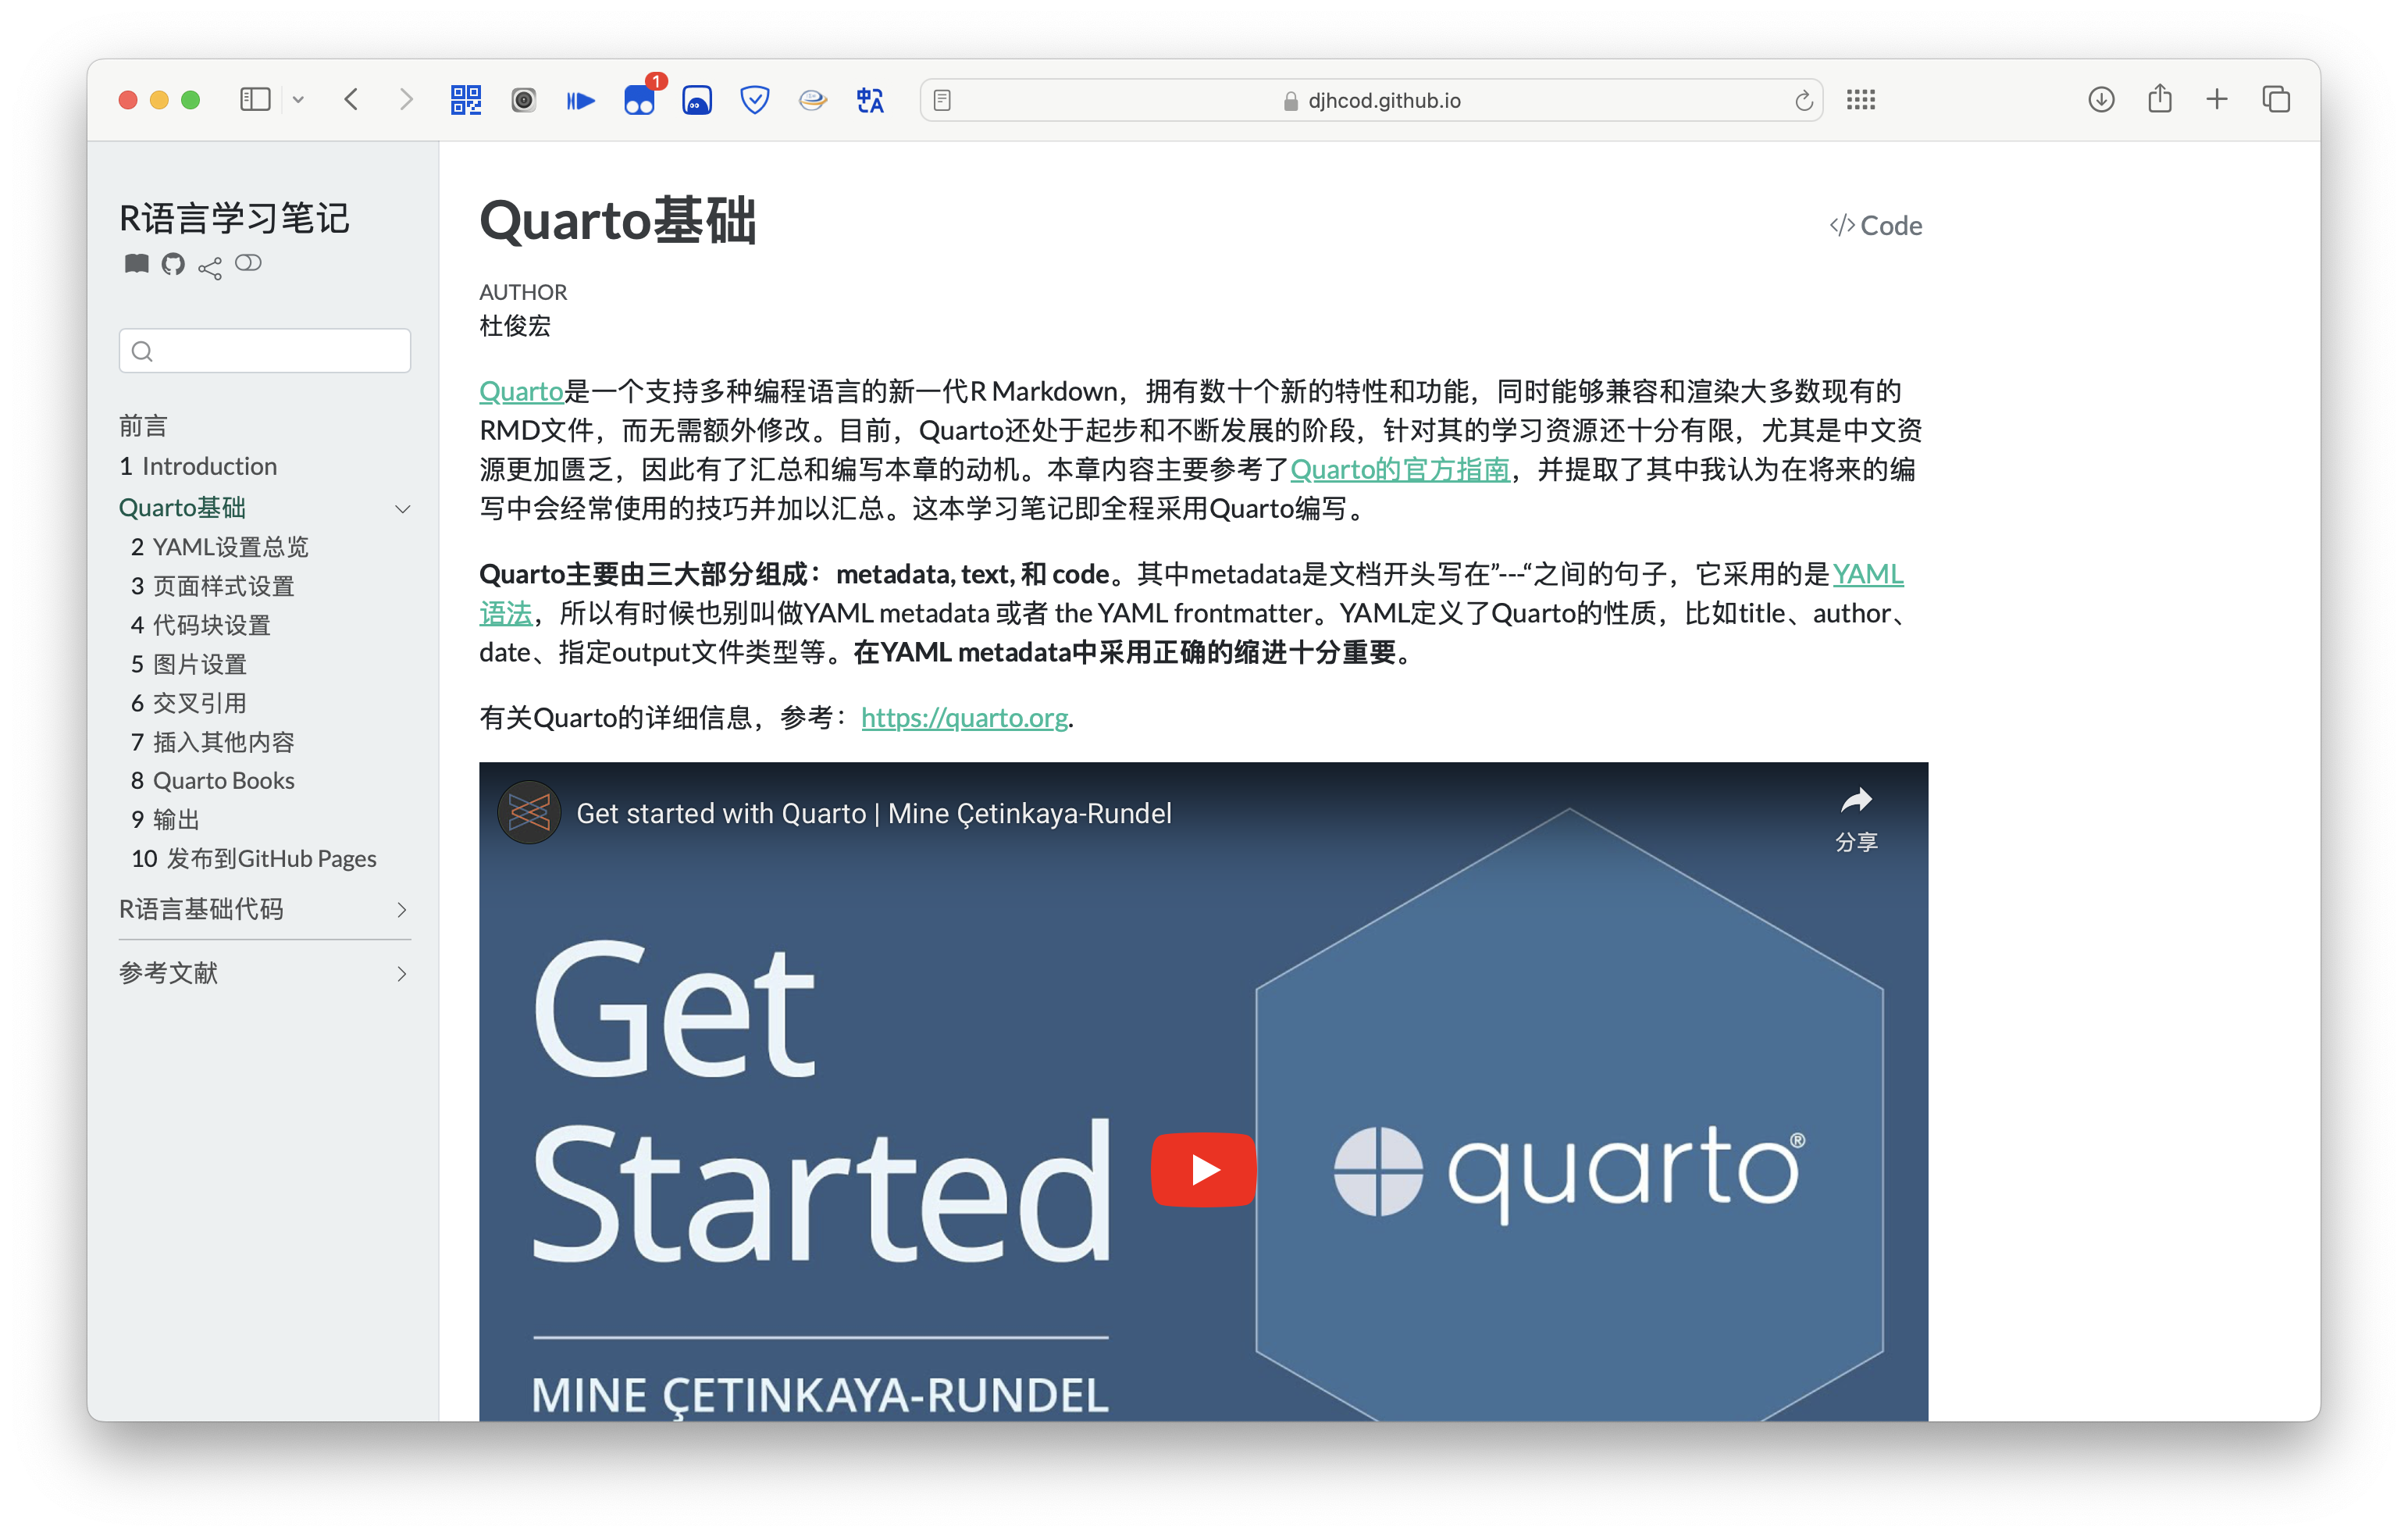 1
djhcod.github.io
R语言学习笔记
前言
1 Introduction
Quarto基础
2 YAML设置总览
3 页面样式设置
4 代码块设置
5 图片设置
6 交叉引用
7 插入其他内容
8 Quarto Books
9 输出
10 发布到GitHub Pages
R语言基础代码
参考文献
Quarto基础
</> Code
AUTHOR
杜俊宏
Quarto是一个支持多种编程语言的新一代R Markdown，拥有数十个新的特性和功能，同时能够兼容和渲染大多数现有的
RMD文件，而无需额外修改。目前，Quarto还处于起步和不断发展的阶段，针对其的学习资源还十分有限，尤其是中文资
源更加匮乏，因此有了汇总和编写本章的动机。本章内容主要参考了Quarto的官方指南，并提取了其中我认为在将来的编
写中会经常使用的技巧并加以汇总。这本学习笔记即全程采用Quarto编写。
Quarto主要由三大部分组成：metadata, text, 和 code。其中metadata是文档开头写在”---“之间的句子，它采用的是YAML
语法，所以有时候也别叫做YAML metadata 或者 the YAML frontmatter。YAML定义了Quarto的性质，比如title、author、
date、指定output文件类型等。在YAML metadata中采用正确的缩进十分重要。
有关Quarto的详细信息，参考：https://quarto.org.
Get started with Quarto | Mine Çetinkaya-Rundel
分享
Get
Started
quarto®
MINE ÇETINKAYA-RUNDEL